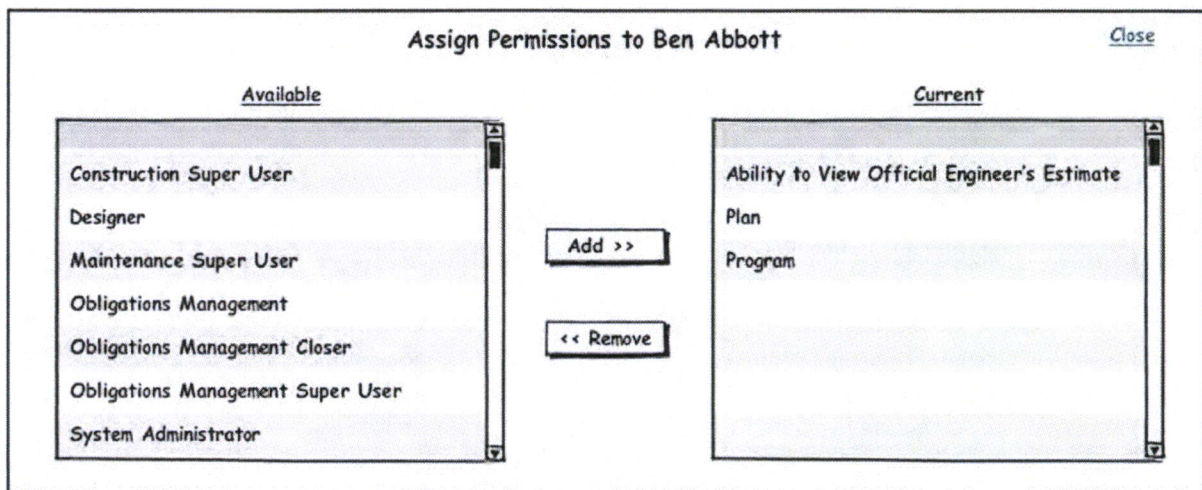 Assign Permissions to Ben Abbott
Close
Available
Construction Super User
Designer
Maintenance Super User
Obligations Management
Obligations Management Closer
Obligations Management Super User
System Administrator
Add >>
<< Remove
Current
Ability to View Official Engineer's Estimate
Plan
Program